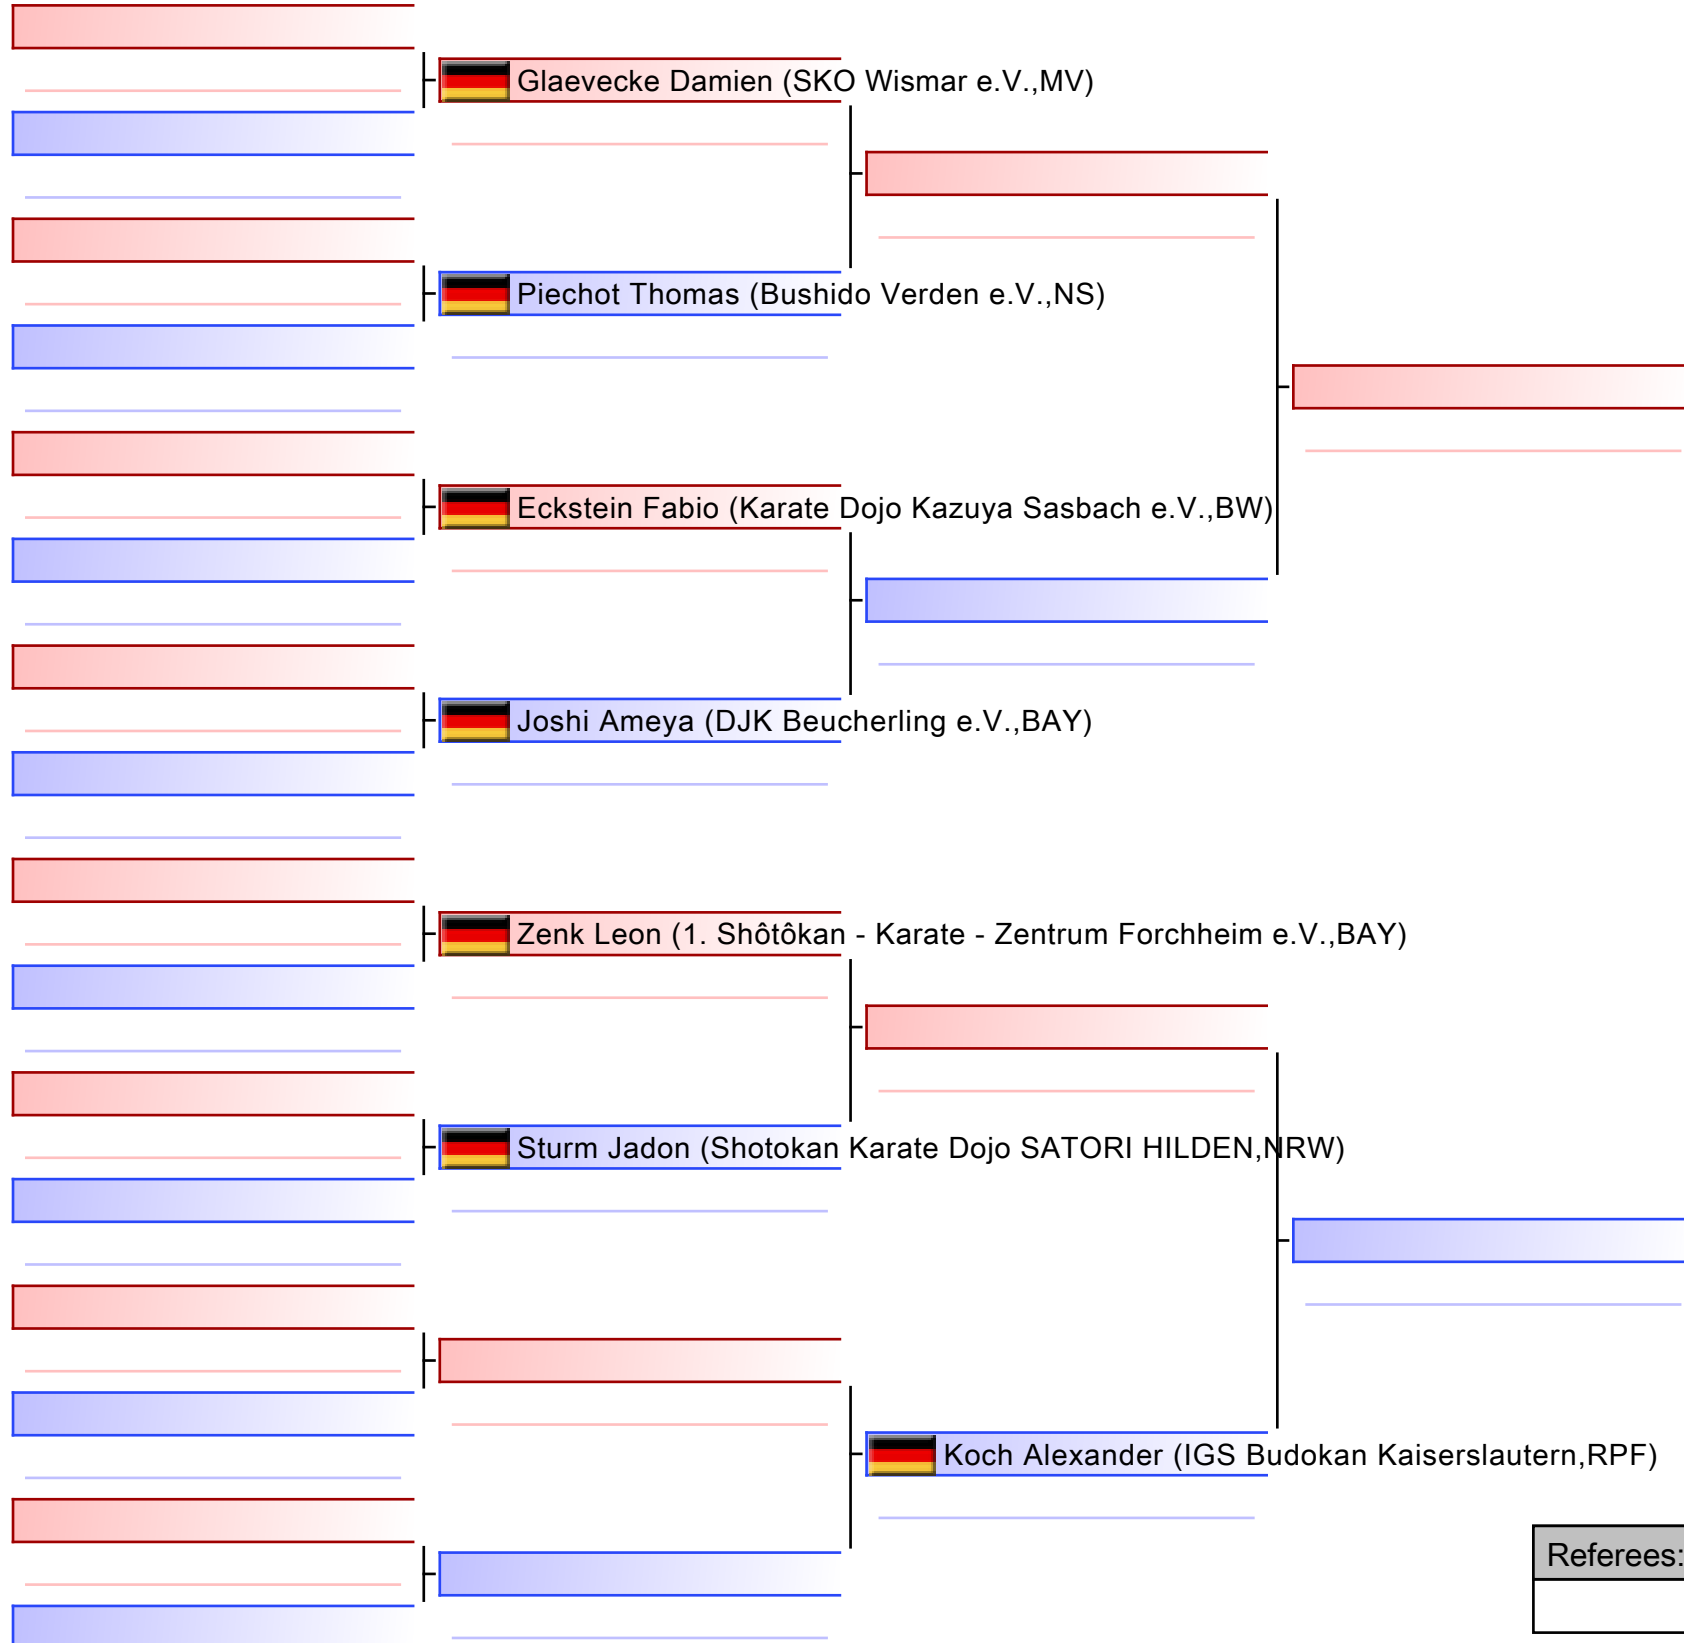 Glaevecke Damien (SKO Wismar e.V.,MV)
Piechot Thomas (Bushido Verden e.V.,NS)
Eckstein Fabio (Karate Dojo Kazuya Sasbach e.V.,BW)
Joshi Ameya (DJK Beucherling e.V.,BAY)
Zenk Leon (1. Shôtôkan - Karate - Zentrum Forchheim e.V.,BAY)
Sturm Jadon (Shotokan Karate Dojo SATORI HILDEN,NRW)
Koch Alexander (IGS Budokan Kaiserslautern,RPF)
Referees: